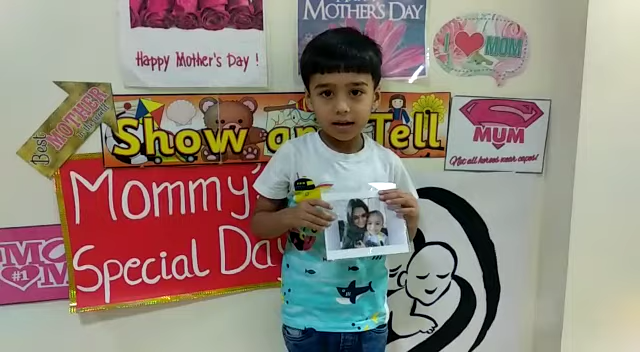 Happy Mother's Day !
MOTHER'S DAY
I
MOM
Best
MOTHER
Show and Tell
MUM
Not all heroes wear capes!
Mommy's
Special Day
MOM
#1